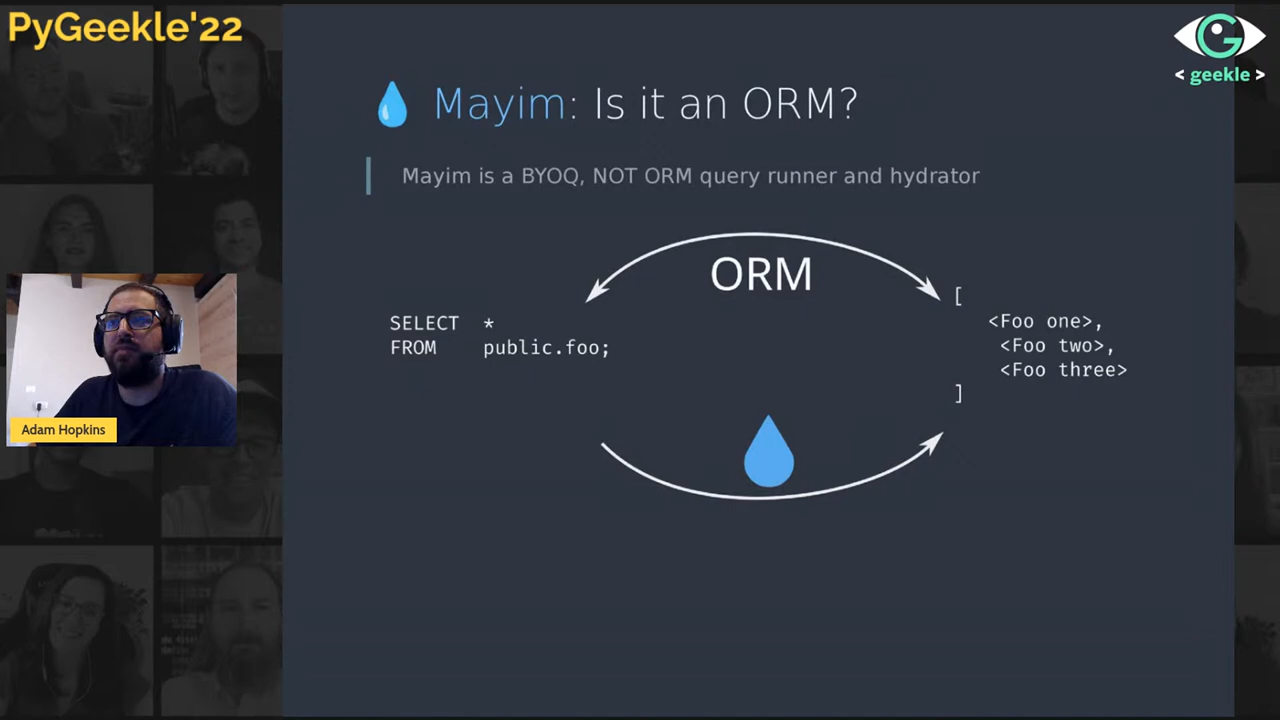 PyGeekle'22
< geekle >
Mayim: Is it an ORM?
Mayim is a BYOQ, NOT ORM query runner and hydrator
ORM
SELECT *
FROM public.foo;
[
<Foo one>,
<Foo two>,
<Foo three>
]
Adam Hopkins